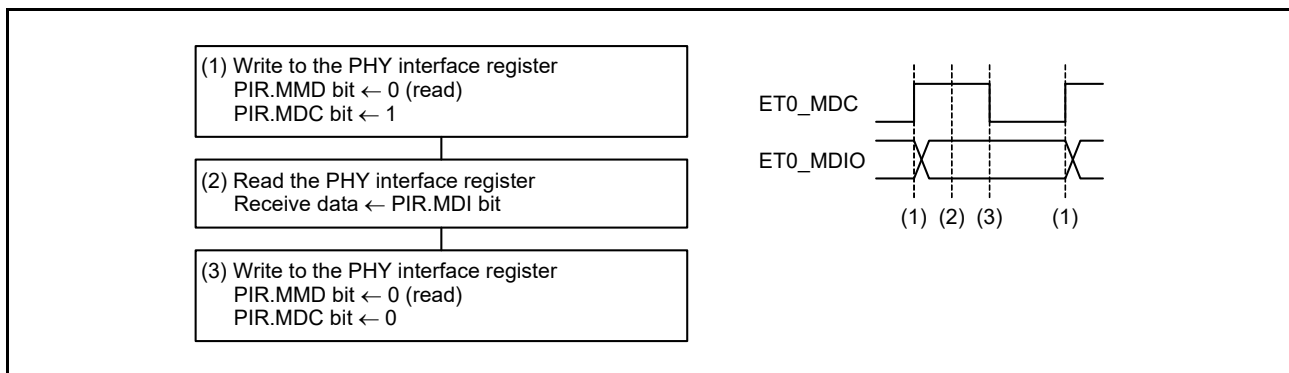 (1) Write to the PHY interface register
PIR.MMD bit ← 0 (read)
PIR.MDC bit ← 1
(2) Read the PHY interface register
Receive data ← PIR.MDI bit
(3) Write to the PHY interface register
PIR.MMD bit ← 0 (read)
PIR.MDC bit ← 0
ET0_MDC
ET0_MDIO
(1) (2) (3) (1)